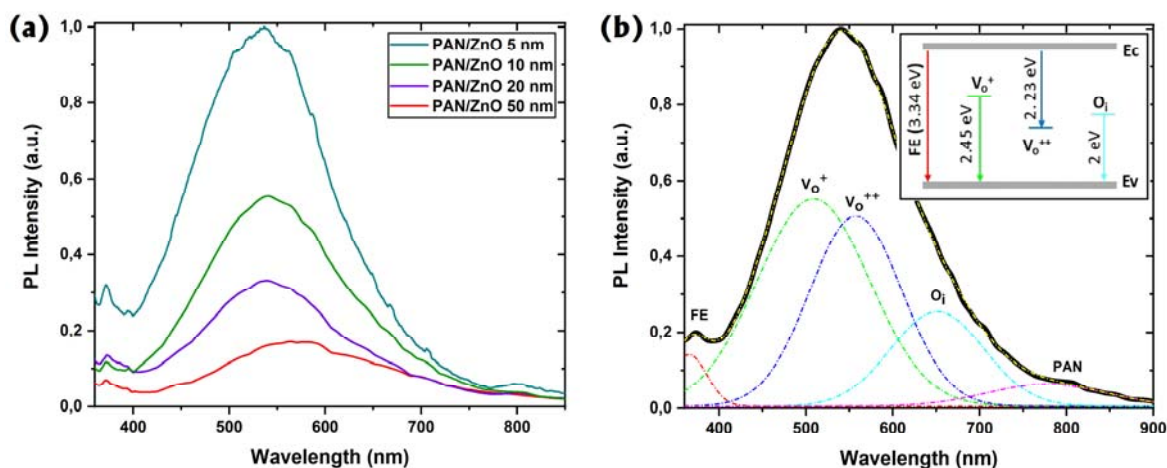 (a)
1,0
0,8
0,6
0,4
0,2
0,0
PL Intensity (a.u.)
400 500 600 700 800
Wavelength (nm)
PAN/ZnO 5 nm
PAN/ZnO 10 nm
PAN/ZnO 20 nm
PAN/ZnO 50 nm
(b)
1,0
0,8
0,6
0,4
0,2
0,0
PL Intensity (a.u.)
400 500 600 700 800 900
Wavelength (nm)
FE
Vo+
Vo++
Oi
PAN
Ec
FE (3.34 eV)
Vo+
2.45 eV
2. 23 eV
Vo++
Oi
2 eV
Ev